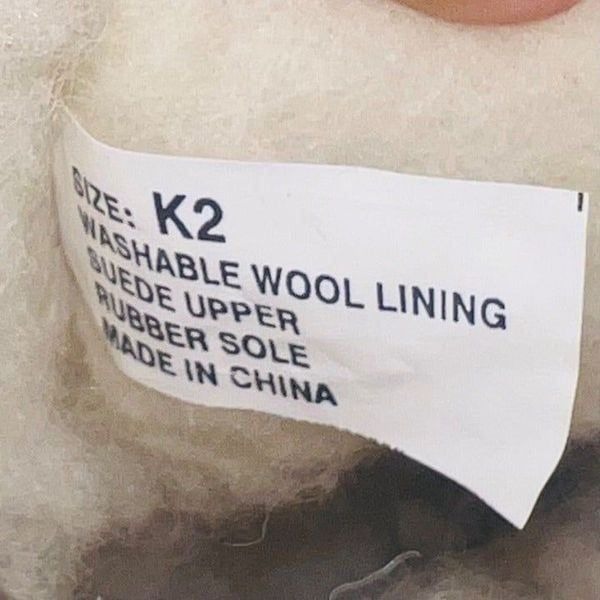 SIZE: K2
WASHABLE WOOL LINING
SUEDE UPPER
RUBBER SOLE
MADE IN CHINA